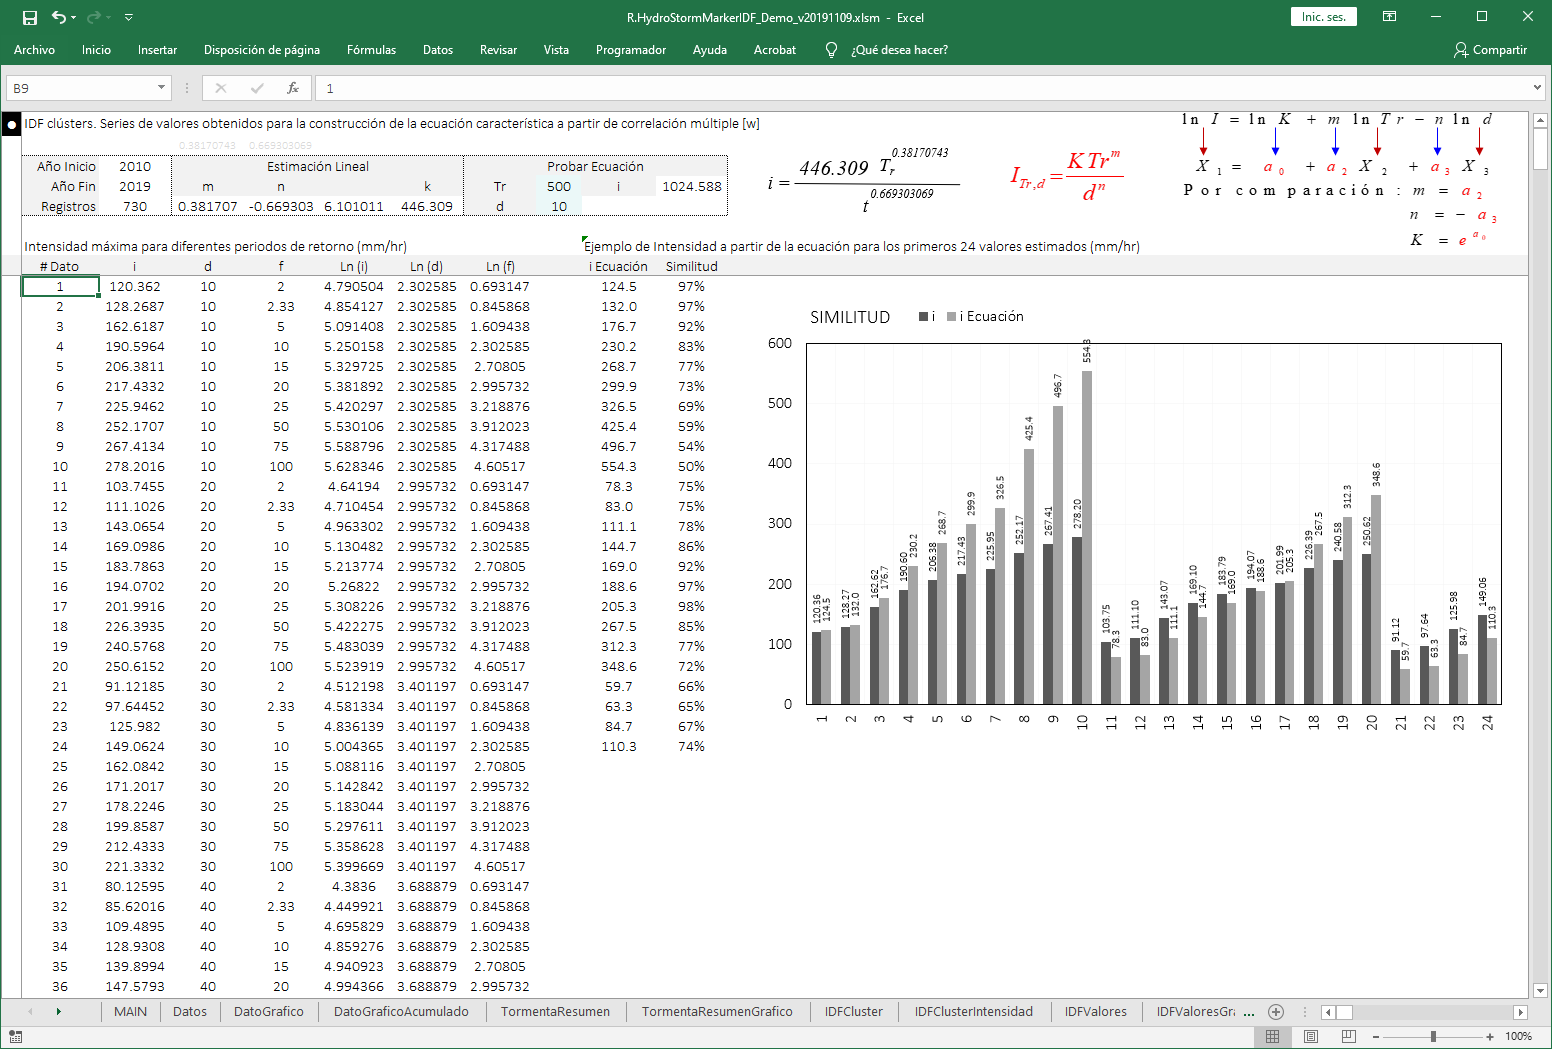 R.HydroStormMarkerIDF_Demo_v20191109.xlsm - Excel
Inic. ses.
Archivo Inicio Insertar Disposición de página Fórmulas Datos Revisar Vista Programador Ayuda Acrobat ¿Qué desea hacer? Compartir
B9 fx 1
IDF clústers. Series de valores obtenidos para la construcción de la ecuación característica a partir de correlación múltiple [w]
0.38170743 0.669303069
Año Inicio 2010 Estimación Lineal Probar Ecuación
Año Fin 2019 m n k Tr 500 i 1024.588
Registros 730 0.381707 -0.669303 6.101011 446.309 d 10
i = 446.309 Tr^0.38170743 / t^0.669303069
I Tr,d = K Tr^m / d^n
ln I = ln K + m ln Tr - n ln d
X 1 = a 0 + a 2 X 2 + a 3 X 3
Por comparación: m = a 2
n = - a 3
K = e^a 0
Intensidad máxima para diferentes periodos de retorno (mm/hr)
Ejemplo de Intensidad a partir de la ecuación para los primeros 24 valores estimados (mm/hr)
# Dato i d f Ln (i) Ln (d) Ln (f) i Ecuación Similitud
1 120.362 10 2 4.790504 2.302585 0.693147 124.5 97%
2 128.2687 10 2.33 4.854127 2.302585 0.845868 132.0 97%
3 162.6187 10 5 5.091408 2.302585 1.609438 176.7 92%
4 190.5964 10 10 5.250158 2.302585 2.302585 230.2 83%
5 206.3811 10 15 5.329725 2.302585 2.70805 268.7 77%
6 217.4332 10 20 5.381892 2.302585 2.995732 299.9 73%
7 225.9462 10 25 5.420297 2.302585 3.218876 326.5 69%
8 252.1707 10 50 5.530106 2.302585 3.912023 425.4 59%
9 267.4134 10 75 5.588796 2.302585 4.317488 496.7 54%
10 278.2016 10 100 5.628346 2.302585 4.60517 554.3 50%
11 103.7455 20 2 4.64194 2.995732 0.693147 78.3 75%
12 111.1026 20 2.33 4.710454 2.995732 0.845868 83.0 75%
13 143.0654 20 5 4.963302 2.995732 1.609438 111.1 78%
14 169.0986 20 10 5.130482 2.995732 2.302585 144.7 86%
15 183.7863 20 15 5.213774 2.995732 2.70805 169.0 92%
16 194.0702 20 20 5.26822 2.995732 2.995732 188.6 97%
17 201.9916 20 25 5.308226 2.995732 3.218876 205.3 98%
18 226.3935 20 50 5.422275 2.995732 3.912023 267.5 85%
19 240.5768 20 75 5.483039 2.995732 4.317488 312.3 77%
20 250.6152 20 100 5.523919 2.995732 4.60517 348.6 72%
21 91.12185 30 2 4.512198 3.401197 0.693147 59.7 66%
22 97.64452 30 2.33 4.581334 3.401197 0.845868 63.3 65%
23 125.982 30 5 4.836139 3.401197 1.609438 84.7 67%
24 149.0624 30 10 5.004365 3.401197 2.302585 110.3 74%
25 162.0842 30 15 5.088116 3.401197 2.70805
26 171.2017 30 20 5.142842 3.401197 2.995732
27 178.2246 30 25 5.183044 3.401197 3.218876
28 199.8587 30 50 5.297611 3.401197 3.912023
29 212.4333 30 75 5.358628 3.401197 4.317488
30 221.3332 30 100 5.399669 3.401197 4.60517
31 80.12595 40 2 4.3836 3.688879 0.693147
32 85.62016 40 2.33 4.449921 3.688879 0.845868
33 109.4895 40 5 4.695829 3.688879 1.609438
34 128.9308 40 10 4.859276 3.688879 2.302585
35 139.8994 40 15 4.940923 3.688879 2.70805
36 147.5793 40 20 4.994366 3.688879 2.995732
SIMILITUD i i Ecuación
600
500
400
300
200
100
0
120.36 124.5 128.27 132.0 162.62 176.7 190.60 230.2 206.38 268.7 217.43 299.9 225.95 326.5 252.17 425.4 267.41 496.7 278.20 554.3 103.75 78.3 111.10 83.0 143.07 111.1 169.10 144.7 183.79 169.0 194.07 188.6 201.99 205.3 226.39 267.5 240.58 312.3 250.62 348.6 91.12 59.7 97.64 63.3 125.98 84.7 149.06 110.3
1 2 3 4 5 6 7 8 9 10 11 12 13 14 15 16 17 18 19 20 21 22 23 24
MAIN Datos DatoGrafico DatoGraficoAcumulado TormentaResumen TormentaResumenGrafico IDFCluster IDFClusterIntensidad IDFValores IDFValoresGra ...
100%